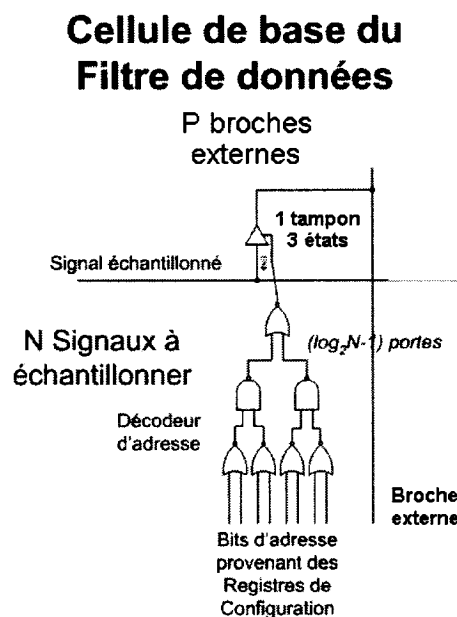 Cellule de base du
Filtre de données
P broches
externes
1 tampon
3 états
Signal échantillonné
N Signaux à
échantillonner
(log₂N-1) portes
Décodeur
d'adresse
Broche
externe
Bits d'adresse
provenant des
Registres de
Configuration